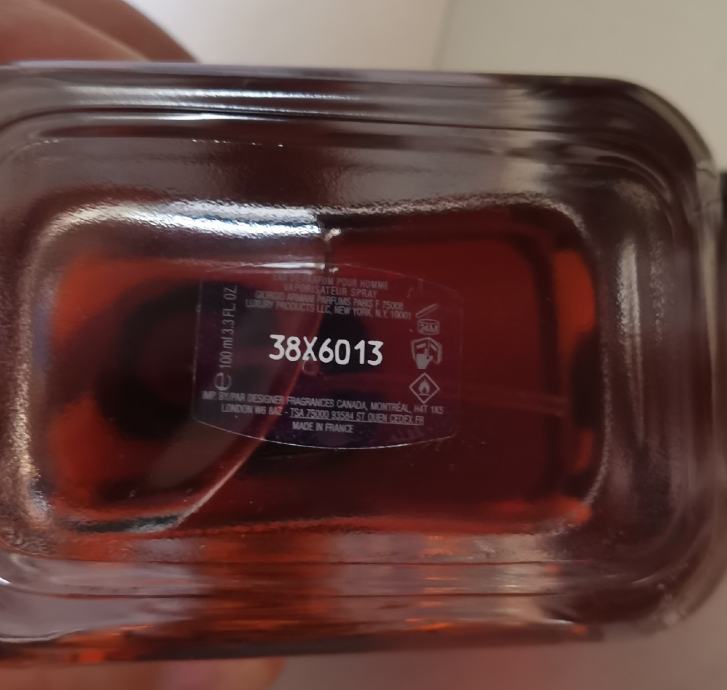 PARFUM POUR HOMME
VAPORISATEUR SPRAY
GIORGIO ARMANI PARFUMS PARIS F 75008
LUXURY PRODUCTS LLC, NEW YORK, N.Y. 10001
℮ 100 ml 3.3 FL. OZ.
24M
38X6013
IMP. BY/PAR DESIGNER FRAGRANCES CANADA, MONTRÉAL, H4T 1K5
LONDON W6 8AZ - TSA 75000 93584 ST OUEN CEDEX, FR
MADE IN FRANCE